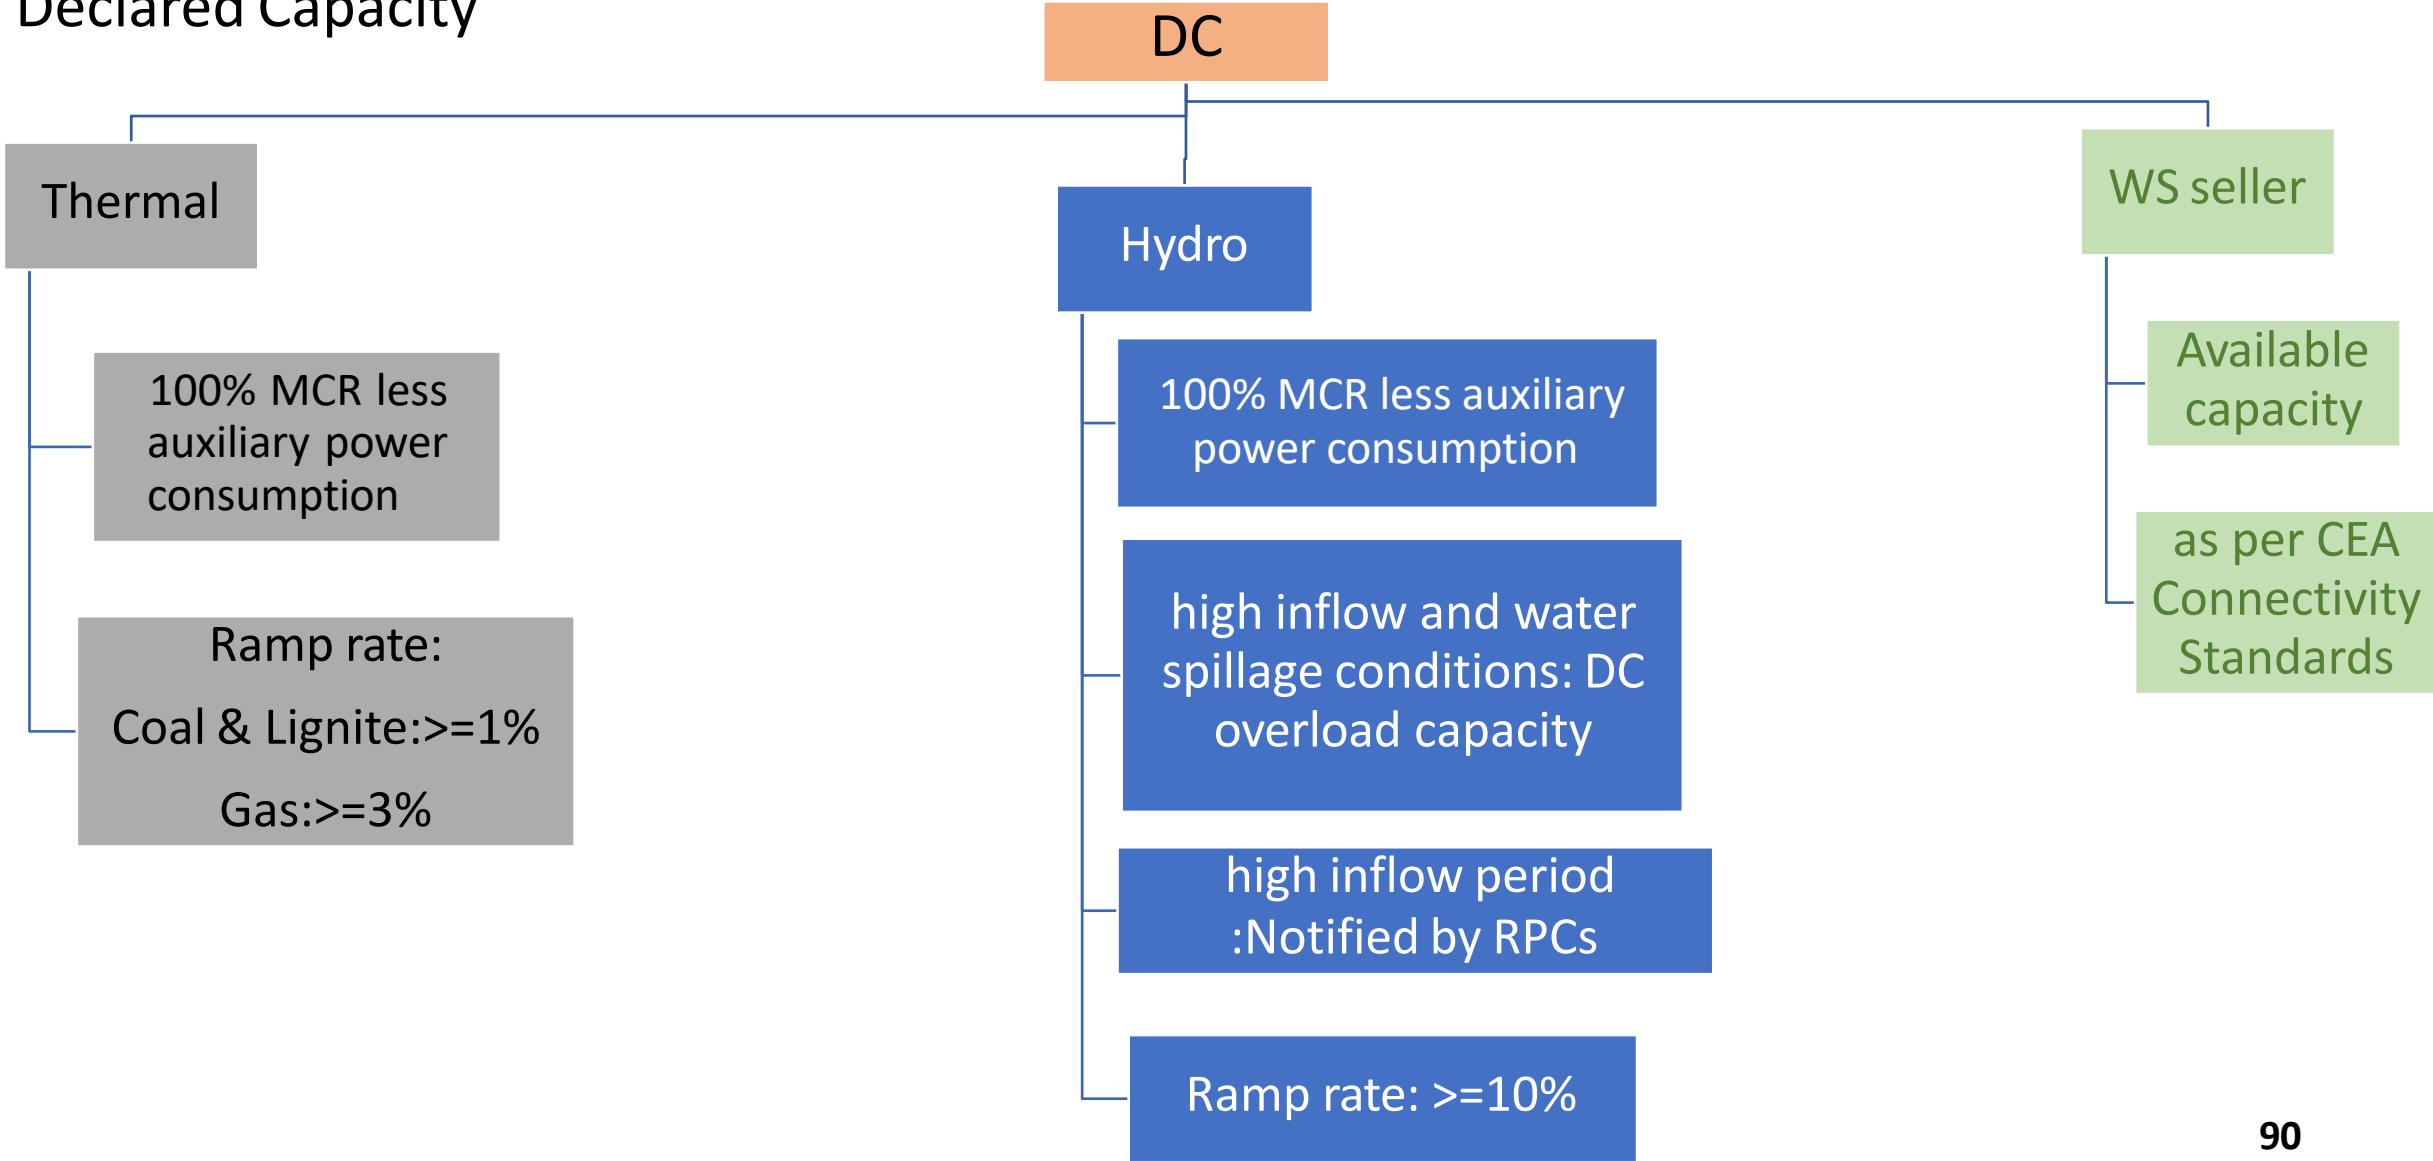 Declared Capacity
DC
Thermal
100% MCR less
auxiliary power
consumption
Ramp rate:
Coal & Lignite:>=1%
Gas:>=3%
Hydro
100% MCR less auxiliary
power consumption
high inflow and water
spillage conditions: DC
overload capacity
high inflow period
:Notified by RPCs
Ramp rate: >=10%
WS seller
Available
capacity
as per CEA
Connectivity
Standards
90